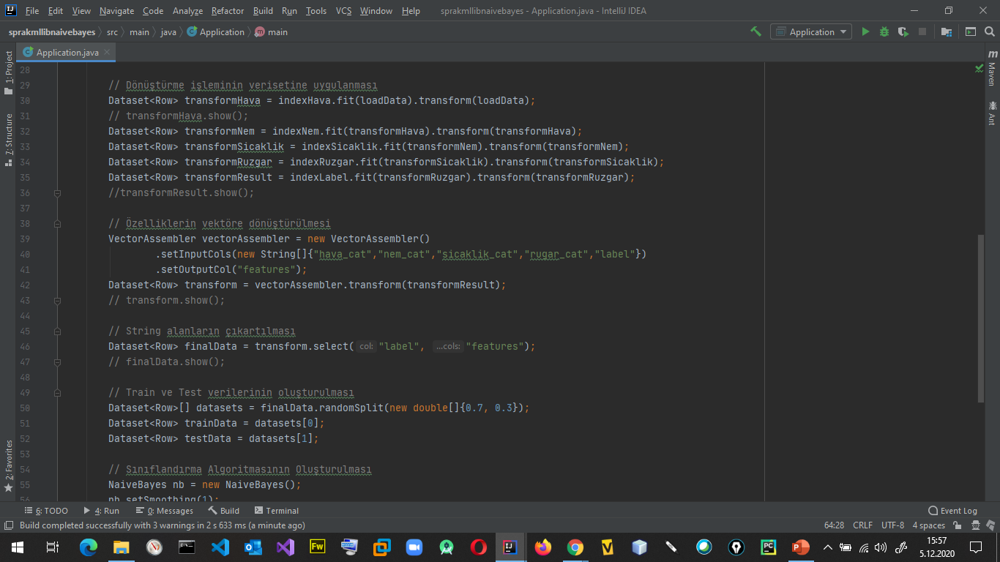 File Edit View Navigate Code Analyze Refactor Build Run Tools VCS Window Help sprakmllibnaivebayes - Application.java - IntelliJ IDEA
sprakmllibnaivebayes src main java Application main Application
Application.java
1: Project
7: Structure
2: Favorites
Maven
Ant
28
29 // Dönüştürme işleminin verisetine uygulanması
30 Dataset<Row> transformHava = indexHava.fit(loadData).transform(loadData);
31 // transformHava.show();
32 Dataset<Row> transformNem = indexNem.fit(transformHava).transform(transformHava);
33 Dataset<Row> transformSicaklik = indexSicaklik.fit(transformNem).transform(transformNem);
34 Dataset<Row> transformRuzgar = indexRuzgar.fit(transformSicaklik).transform(transformSicaklik);
35 Dataset<Row> transformResult = indexLabel.fit(transformRuzgar).transform(transformRuzgar);
36 //transformResult.show();
37
38 // Özelliklerin vektöre dönüştürülmesi
39 VectorAssembler vectorAssembler = new VectorAssembler()
40 .setInputCols(new String[]{"hava_cat","nem_cat","sicaklik_cat","rugar_cat","label"})
41 .setOutputCol("features");
42 Dataset<Row> transform = vectorAssembler.transform(transformResult);
43 // transform.show();
44
45 // String alanların çıkartılması
46 Dataset<Row> finalData = transform.select( col: "label", ...cols: "features");
47 // finalData.show();
48
49 // Train ve Test verilerinin oluşturulması
50 Dataset<Row>[] datasets = finalData.randomSplit(new double[]{0.7, 0.3});
51 Dataset<Row> trainData = datasets[0];
52 Dataset<Row> testData = datasets[1];
53
54 // Sınıflandırma Algoritmasının Oluşturulması
55 NaiveBayes nb = new NaiveBayes();
56 nb.setSmoothing(1);
6: TODO 4: Run 0: Messages Build Terminal Event Log
Build completed successfully with 3 warnings in 2 s 633 ms (a minute ago) 64:28 CRLF UTF-8 4 spaces
15:57
5.12.2020